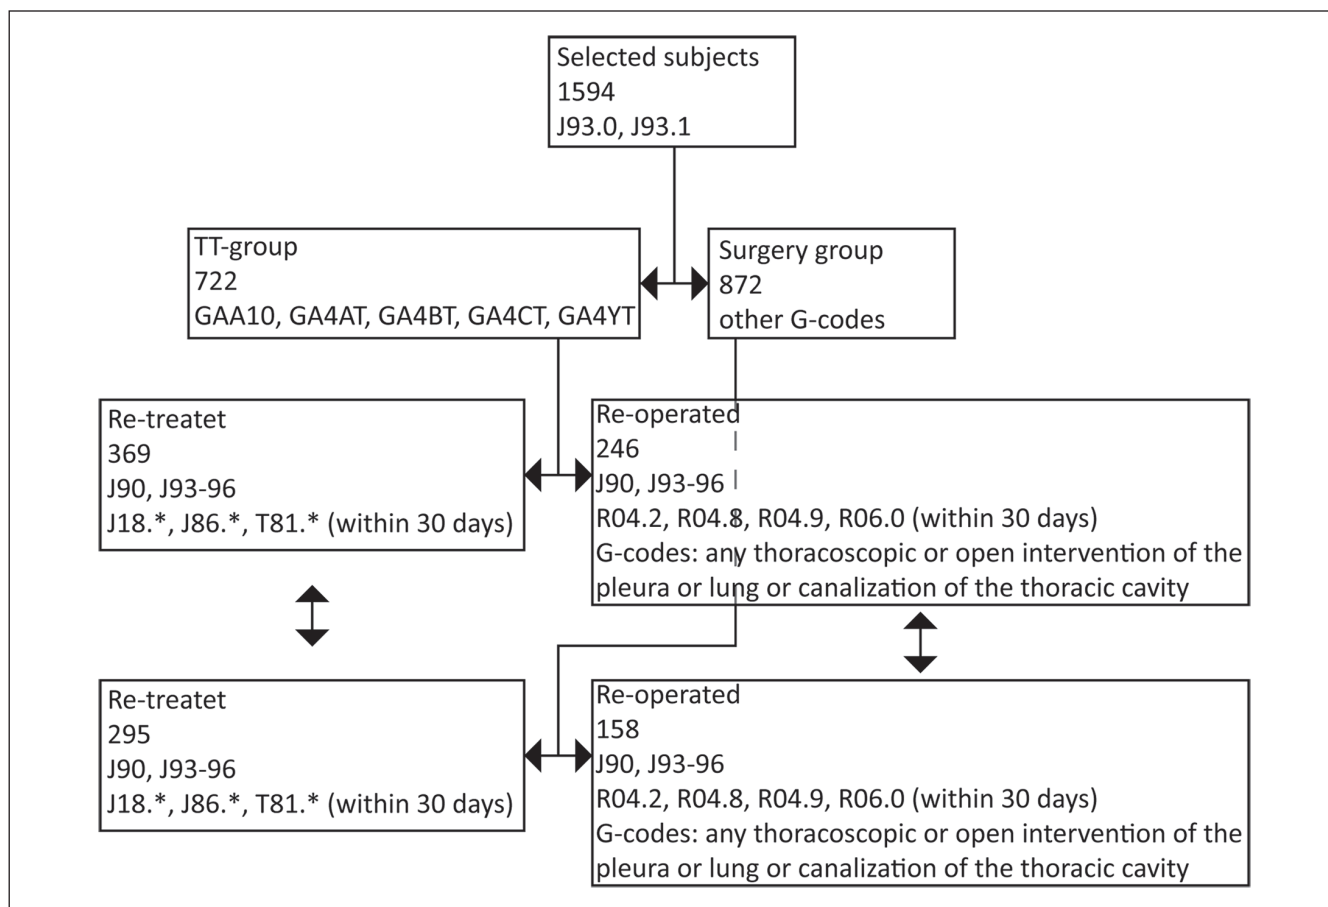 Selected subjects
1594
J93.0, J93.1
TT-group
722
GAA10, GA4AT, GA4BT, GA4CT, GA4YT
Surgery group
872
other G-codes
Re-treatet
369
J90, J93-96
J18.*, J86.*, T81.* (within 30 days)
Re-operated
246
J90, J93-96
R04.2, R04.8, R04.9, R06.0 (within 30 days)
G-codes: any thoracoscopic or open intervention of the
pleura or lung or canalization of the thoracic cavity
Re-treatet
295
J90, J93-96
J18.*, J86.*, T81.* (within 30 days)
Re-operated
158
J90, J93-96
R04.2, R04.8, R04.9, R06.0 (within 30 days)
G-codes: any thoracoscopic or open intervention of the
pleura or lung or canalization of the thoracic cavity